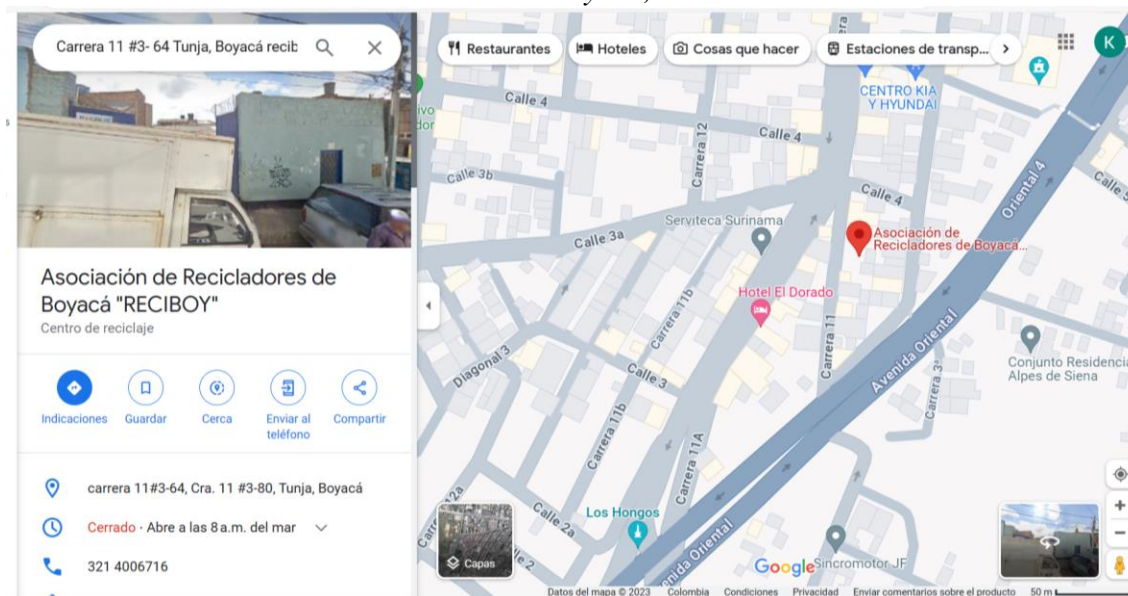 Carrera 11 #3- 64 Tunja, Boyacá recib
Restaurantes
Hoteles
Cosas que hacer
Estaciones de transp...
K
Asociación de Recicladores de
Boyacá "RECIBOY"
Centro de reciclaje
Indicaciones
Guardar
Cerca
Enviar al
teléfono
Compartir
carrera 11#3-64, Cra. 11 #3-80, Tunja, Boyacá
Cerrado · Abre a las 8 a.m. del mar
321 4006716
CENTRO KIA
Y HYUNDAI
Calle 4
Calle 4
Carrera 12
Calle 3b
Calle 4
Calle 5
Oriental 4
Serviteca Surinama
Calle 3a
Asociación de
Recicladores de Boyacá...
Hotel El Dorado
Carrera 11b
Carrera 11
Avenida Oriental
Diagonal 3
Calle 3
Conjunto Residencia
Alpes de Siena
Carrera 3ª
Carrera 11b
Carrera 11A
Los Hongos
Calle 2a
Avenida Oriental
Capas
Google
Sincromotor JF
Datos del mapa © 2023
Colombia
Condiciones
Privacidad
Enviar comentarios sobre el producto
50 m